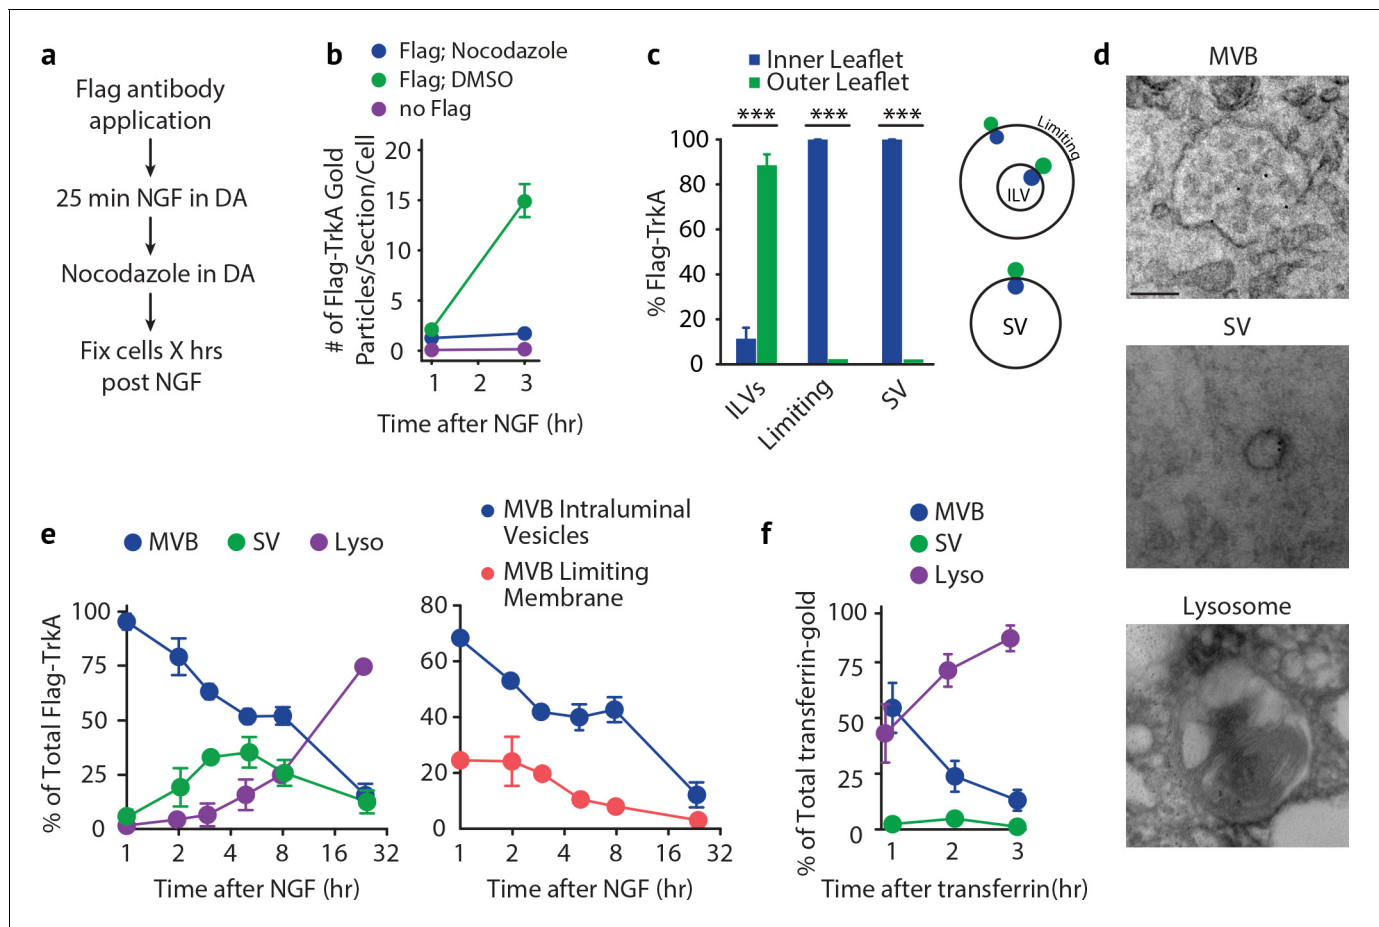 a
Flag antibody
application
25 min NGF in DA
Nocodazole in DA
Fix cells X hrs
post NGF
b
Flag; Nocodazole
Flag; DMSO
no Flag
# of Flag-TrkA Gold
Particles/Section/Cell
20
15
10
5
0
1 2 3
Time after NGF (hr)
c
Inner Leaflet
Outer Leaflet
*** *** ***
% Flag-TrkA
100
80
60
40
20
0
ILVs
Limiting
SV
Limiting
ILV
SV
d
MVB
SV
Lysosome
e
MVB SV Lyso
% of Total Flag-TrkA
100
75
50
25
0
1 2 4 8 16 32
Time after NGF (hr)
MVB Intraluminal
Vesicles
MVB Limiting
Membrane
80
60
40
20
0
1 2 4 8 16 32
Time after NGF (hr)
f
MVB
SV
Lyso
% of Total transferrin-gold
100
75
50
25
0
1 2 3
Time after transferrin(hr)